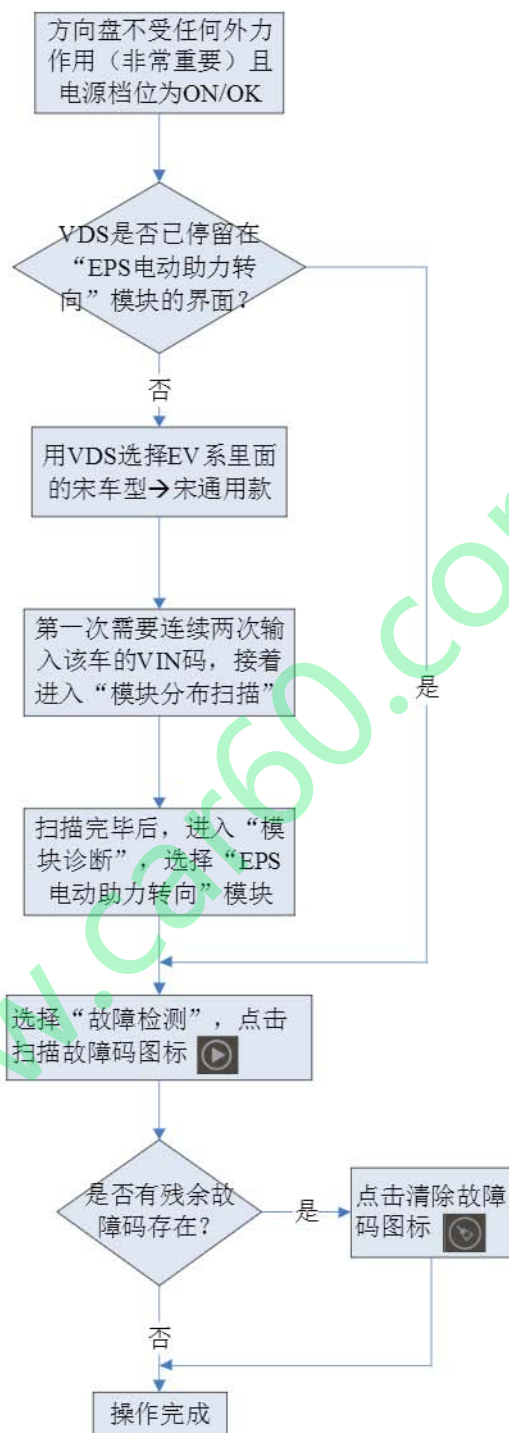 方向盘不受任何外力
作用（非常重要）且
电源档位为ON/OK
VDS是否已停留在
“EPS电动助力转
向”模块的界面？
否
用VDS选择EV系里面
的宋车型→宋通用款
第一次需要连续两次输
入该车的VIN码，接着
进入“模块分布扫描”
是
扫描完毕后，进入“模
块诊断”，选择“EPS
电动助力转向”模块
选择“故障检测”，点击
扫描故障码图标
是否有残余故
障码存在？
是
点击清除故障
码图标
否
操作完成
w.car60.com